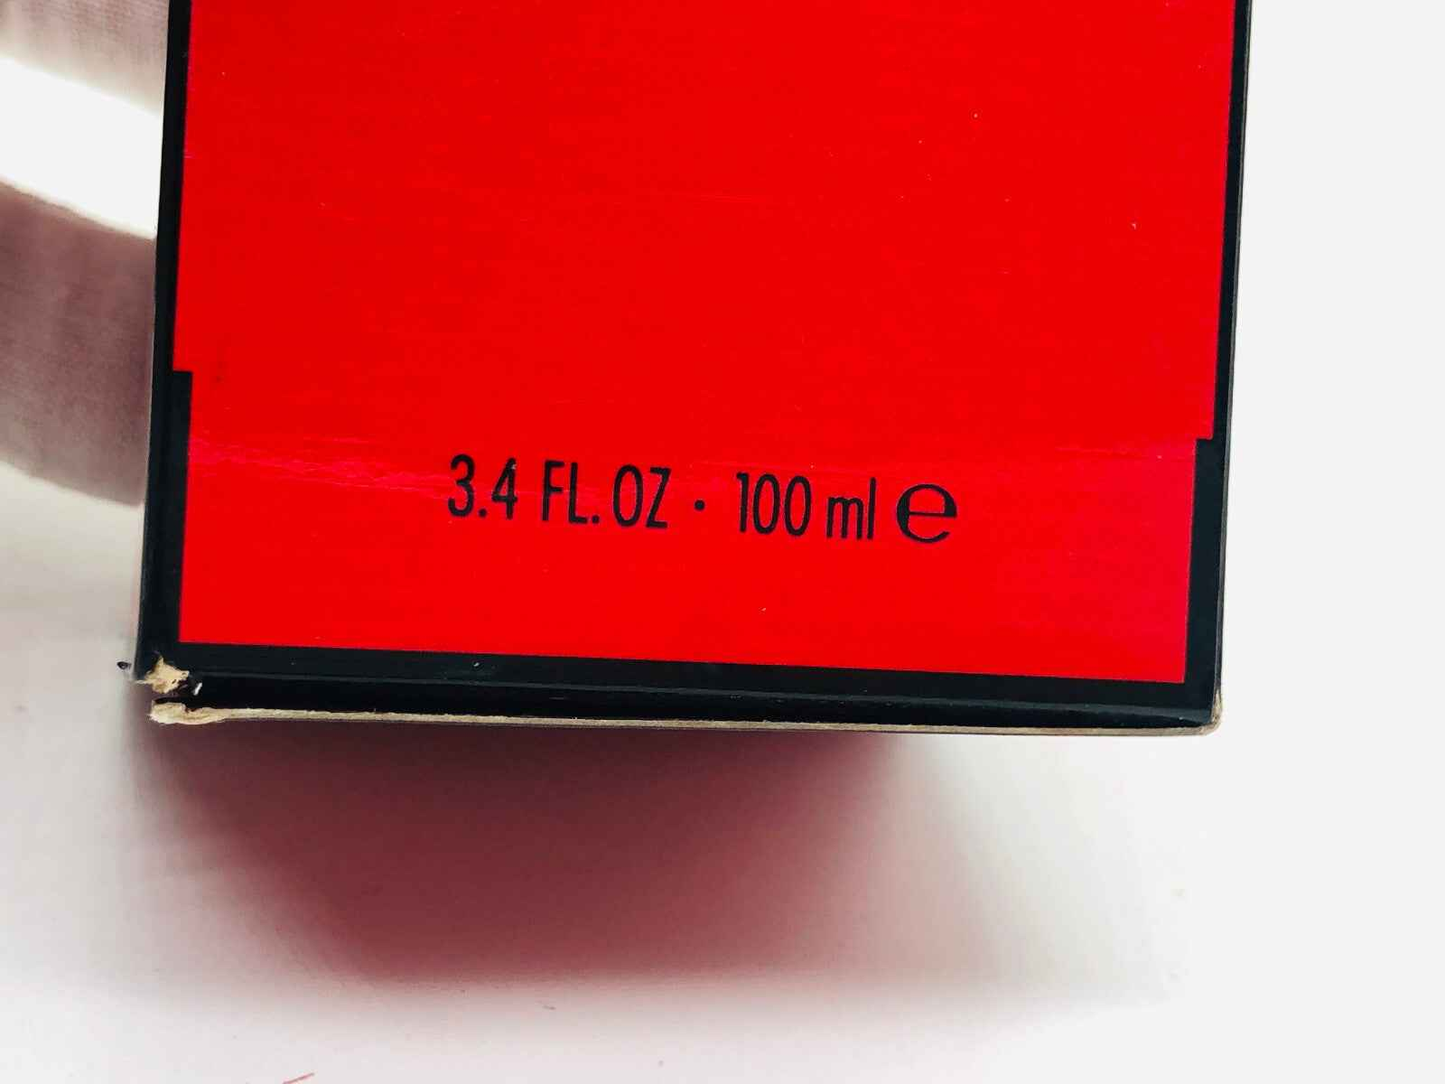 3.4 FL. OZ · 100 ml ℮